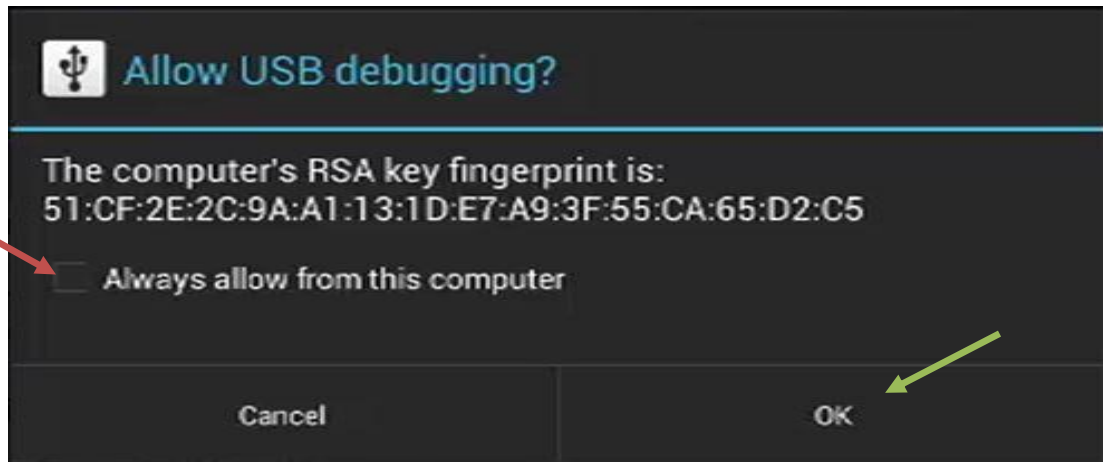 Allow USB debugging?
The computer's RSA key fingerprint is:
51:CF:2E:2C:9A:A1:13:1D:E7:A9:3F:55:CA:65:D2:C5
Always allow from this computer
Cancel
OK